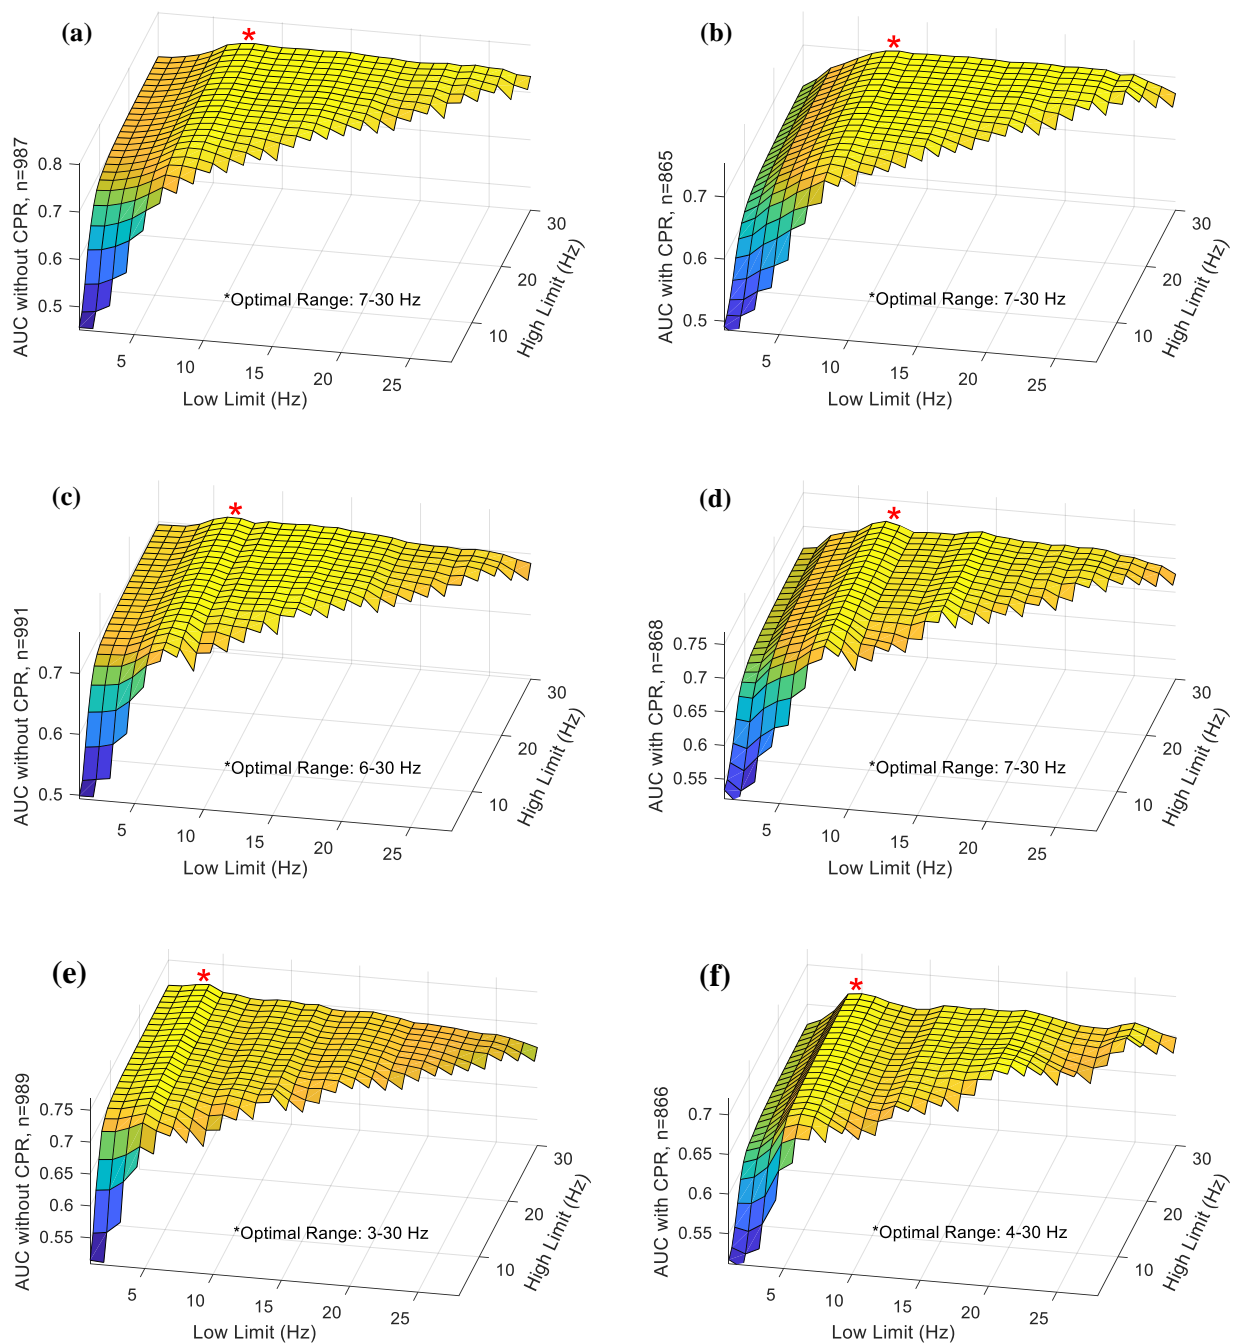 (a)
*
AUC without CPR, n=987
0.8
0.7
0.6
0.5
*Optimal Range: 7-30 Hz
5
10
15
20
25
Low Limit (Hz)
10
20
30
High Limit (Hz)
(b)
*
AUC with CPR, n=865
0.7
0.6
0.5
*Optimal Range: 7-30 Hz
5
10
15
20
25
Low Limit (Hz)
10
20
30
High Limit (Hz)
(c)
*
AUC without CPR, n=991
0.7
0.6
0.5
*Optimal Range: 6-30 Hz
5
10
15
20
25
Low Limit (Hz)
10
20
30
High Limit (Hz)
(d)
*
AUC with CPR, n=868
0.75
0.7
0.65
0.6
0.55
*Optimal Range: 7-30 Hz
5
10
15
20
25
Low Limit (Hz)
10
20
30
High Limit (Hz)
(e)
*
AUC without CPR, n=989
0.75
0.7
0.65
0.6
0.55
*Optimal Range: 3-30 Hz
5
10
15
20
25
Low Limit (Hz)
10
20
30
High Limit (Hz)
(f)
*
AUC with CPR, n=866
0.7
0.65
0.6
0.55
*Optimal Range: 4-30 Hz
5
10
15
20
25
Low Limit (Hz)
10
20
30
High Limit (Hz)